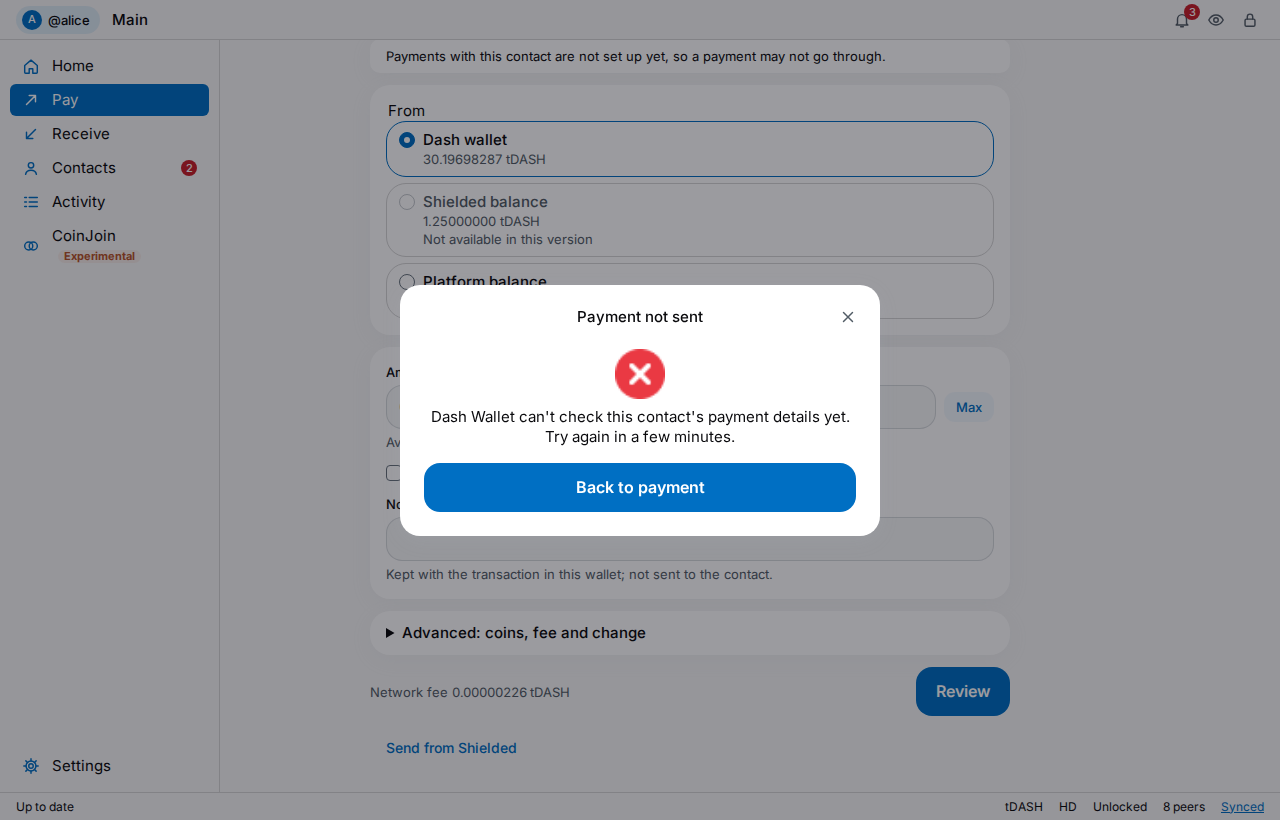 A @alice Main 3
Payments with this contact are not set up yet, so a payment may not go through.
Home
Pay
Receive
Contacts 2
Activity
CoinJoin
Experimental
From
Dash wallet
30.19698287 tDASH
Shielded balance
1.25000000 tDASH
Not available in this version
Platform balance
Payment not sent
Dash Wallet can't check this contact's payment details yet.
Try again in a few minutes.
Back to payment
Max
Kept with the transaction in this wallet; not sent to the contact.
Advanced: coins, fee and change
Network fee 0.00000226 tDASH
Review
Send from Shielded
Settings
Up to date
tDASH HD Unlocked 8 peers Synced